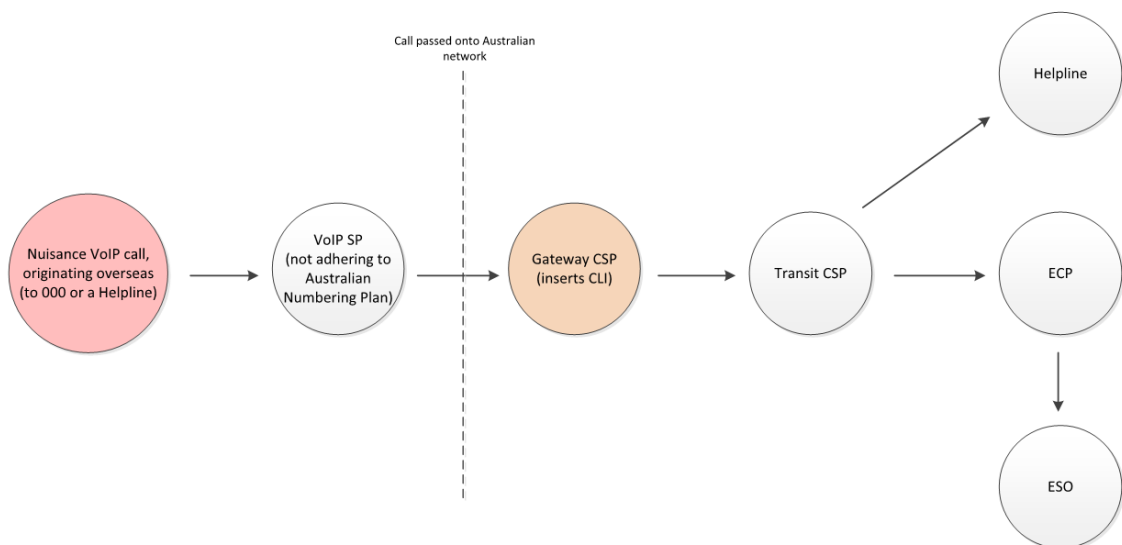 Call passed onto Australian
network
Helpline
Nuisance VoIP call,
originating overseas
(to 000 or a Helpline)
VoIP SP
(not adhering to
Australian
Numbering Plan)
Gateway CSP
(inserts CLI)
Transit CSP
ECP
ESO